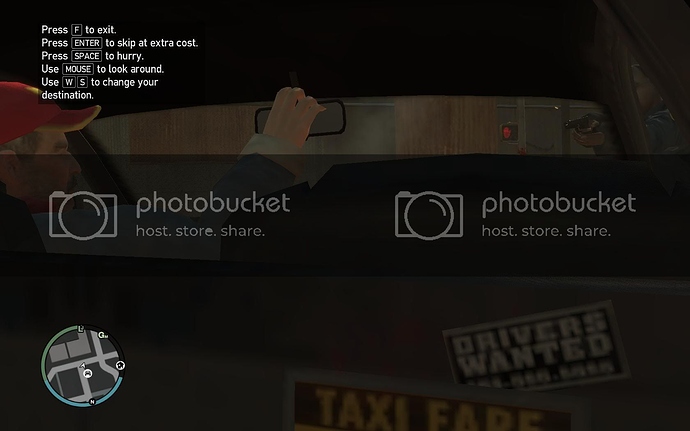 Press F to exit.
Press ENTER to skip at extra cost.
Press SPACE to hurry.
Use MOUSE to look around.
Use W S to change your
destination.
photobucket
host. store. share.
photobucket
host. store. share.
L
G
N
DRIVERS
WANTED
TAXI FARE